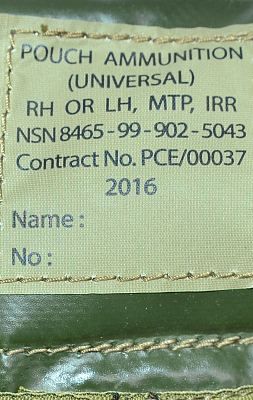 POUCH AMMUNITION
(UNIVERSAL)
RH OR LH, MTP, IRR
NSN 8465-99-902-5043
Contract No. PCE/00037
2016
Name :
No :